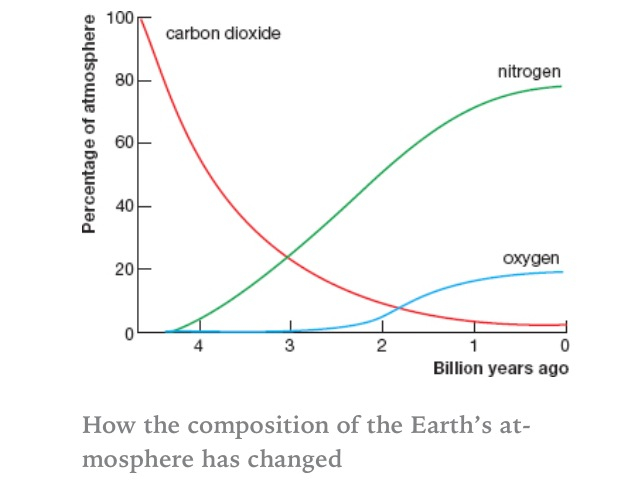 Percentage of atmosphere
100
80
60
40
20
0
carbon dioxide
nitrogen
oxygen
4 3 2 1 0
Billion years ago
How the composition of the Earth’s at-
mosphere has changed